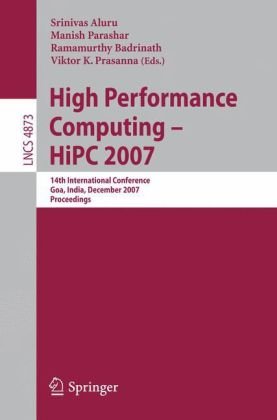 Srinivas Aluru
Manish Parashar
Ramamurthy Badrinath
Viktor K. Prasanna (Eds.)
LNCS 4873
High Performance
Computing –
HiPC 2007
14th International Conference
Goa, India, December 2007
Proceedings
Springer